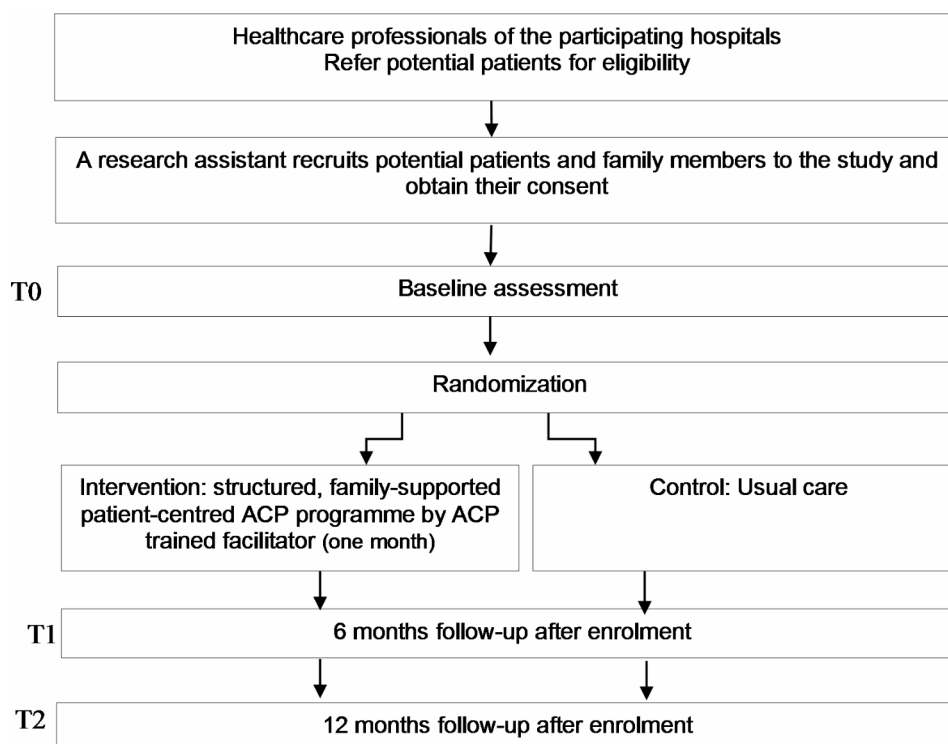 Healthcare professionals of the participating hospitals
Refer potential patients for eligibility
A research assistant recruits potential patients and family members to the study and
obtain their consent
T0
Baseline assessment
Randomization
Intervention: structured, family-supported
patient-centred ACP programme by ACP
trained facilitator (one month)
Control: Usual care
T1
6 months follow-up after enrolment
T2
12 months follow-up after enrolment